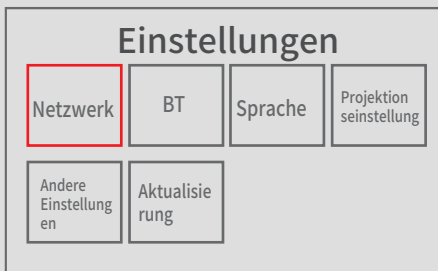 Einstellungen
Netzwerk
BT
Sprache
Projektion
seinstellung
Andere
Einstellung
en
Aktualisie
rung